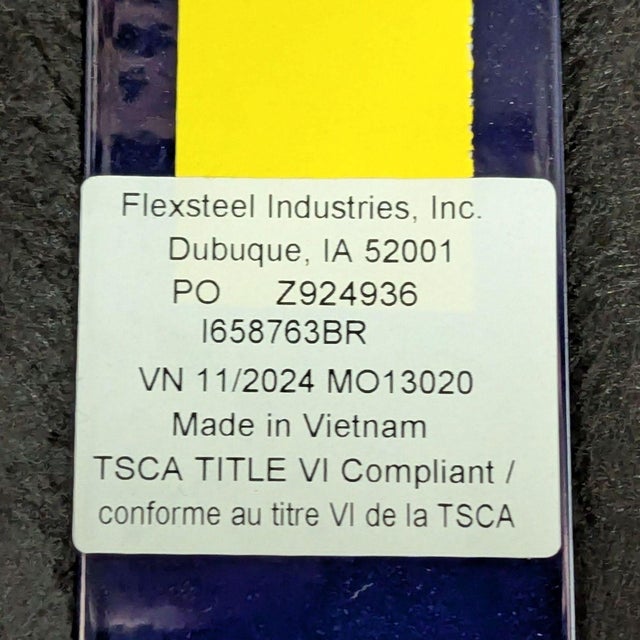 Flexsteel Industries, Inc.
Dubuque, IA 52001
PO Z924936
I658763BR
VN 11/2024 MO13020
Made in Vietnam
TSCA TITLE VI Compliant /
conforme au titre VI de la TSCA